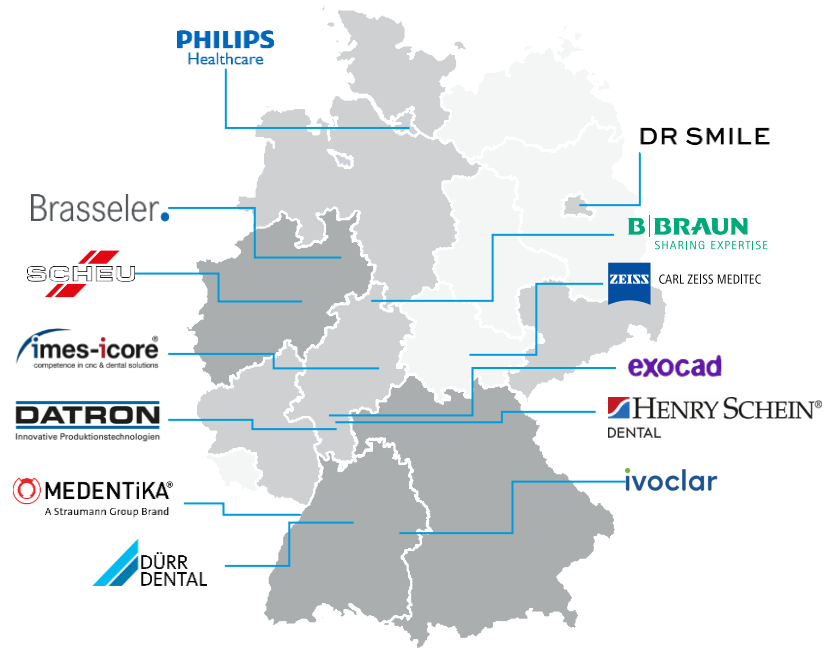 PHILIPS
Healthcare
DR SMILE
Brasseler.
B|BRAUN
SHARING EXPERTISE
SCHEU
ZEISS
CARL ZEISS MEDITEC
imes-icore®
competence in cnc & dental solutions
exocad
DATRON
Innovative Produktionstechnologien
HENRY SCHEIN®
DENTAL
MEDENTiKA®
A Straumann Group Brand
ivoclar
DÜRR
DENTAL